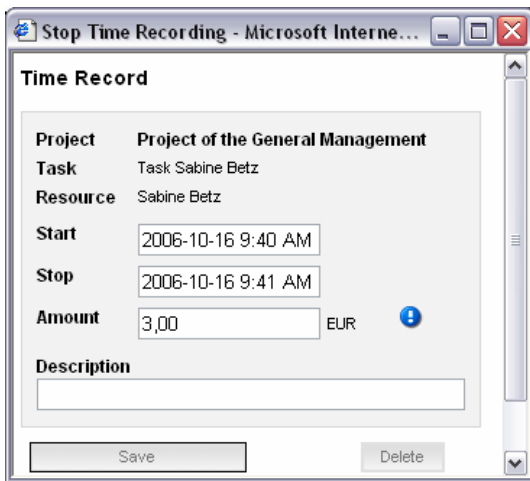 Stop Time Recording - Microsoft Interne...
Time Record
Project Project of the General Management
Task Task Sabine Betz
Resource Sabine Betz
Start 2006-10-16 9:40 AM
Stop 2006-10-16 9:41 AM
Amount 3,00 EUR
Description
Save Delete